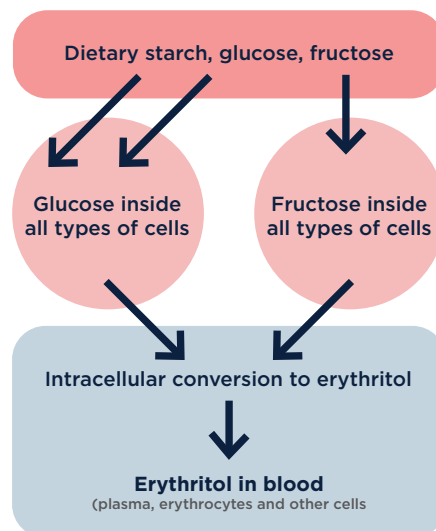 Dietary starch, glucose, fructose
Glucose inside
all types of cells
Fructose inside
all types of cells
Intracellular conversion to erythritol
Erythritol in blood
(plasma, erythrocytes and other cells